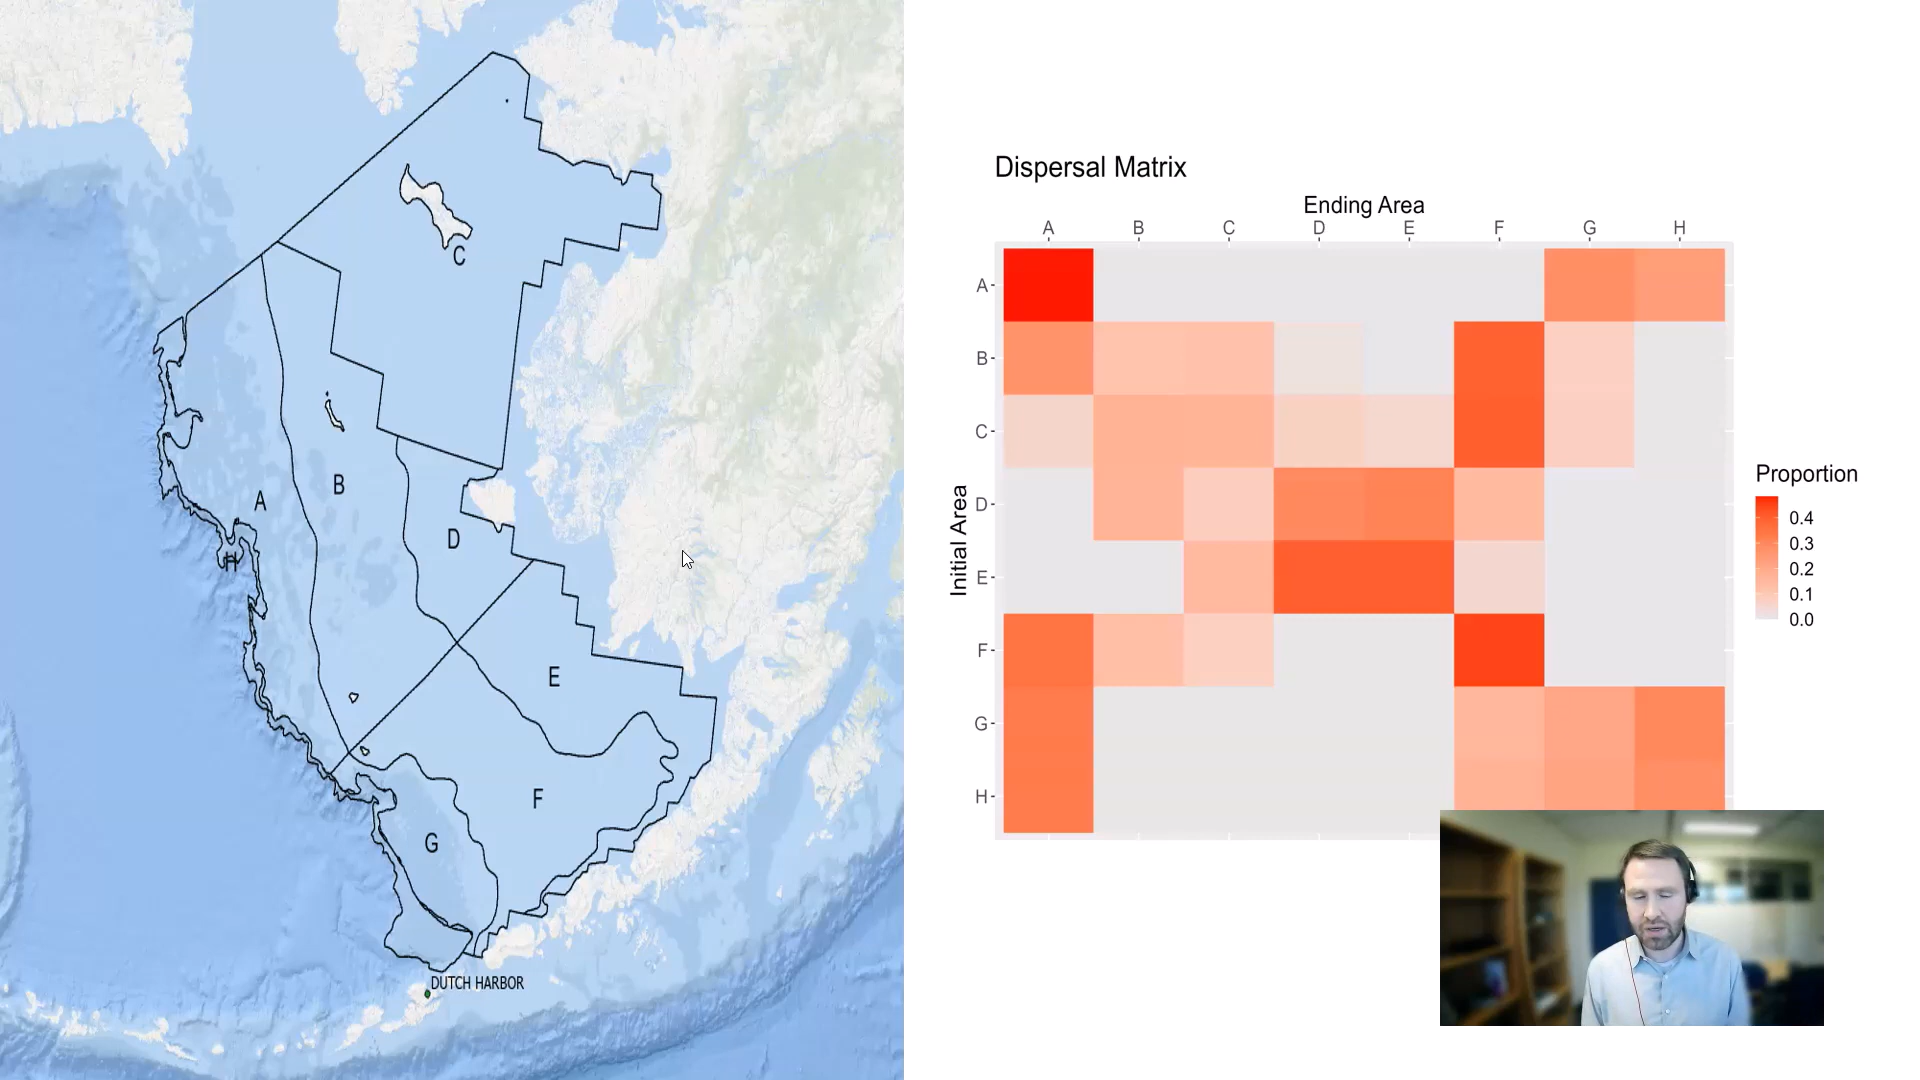 C
B
A
D
H
E
F
G
DUTCH HARBOR
Dispersal Matrix
Ending Area
A B C D E F G H
A
B
C
D
E
F
G
H
Initial Area
Proportion
0.4
0.3
0.2
0.1
0.0